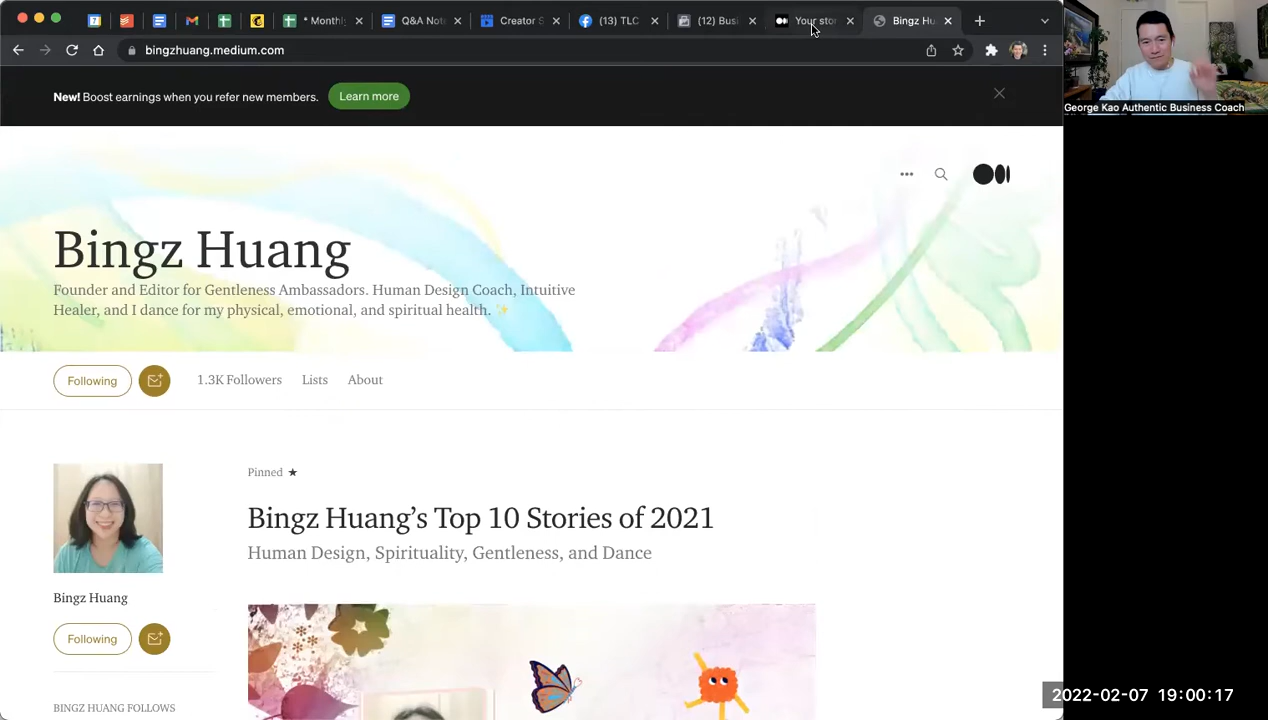 * Monthl
Q&A Not
Creator S
(13) TLC
(12) Busi
Your stor
Bingz Hu
bingzhuang.medium.com
New! Boost earnings when you refer new members.
Learn more
Bingz Huang
Founder and Editor for Gentleness Ambassadors. Human Design Coach, Intuitive
Healer, and I dance for my physical, emotional, and spiritual health. ✨
Following
1.3K Followers
Lists
About
Pinned ★
Bingz Huang's Top 10 Stories of 2021
Human Design, Spirituality, Gentleness, and Dance
Bingz Huang
Following
BINGZ HUANG FOLLOWS
George Kao Authentic Business Coach
2022-02-07 19:00:17